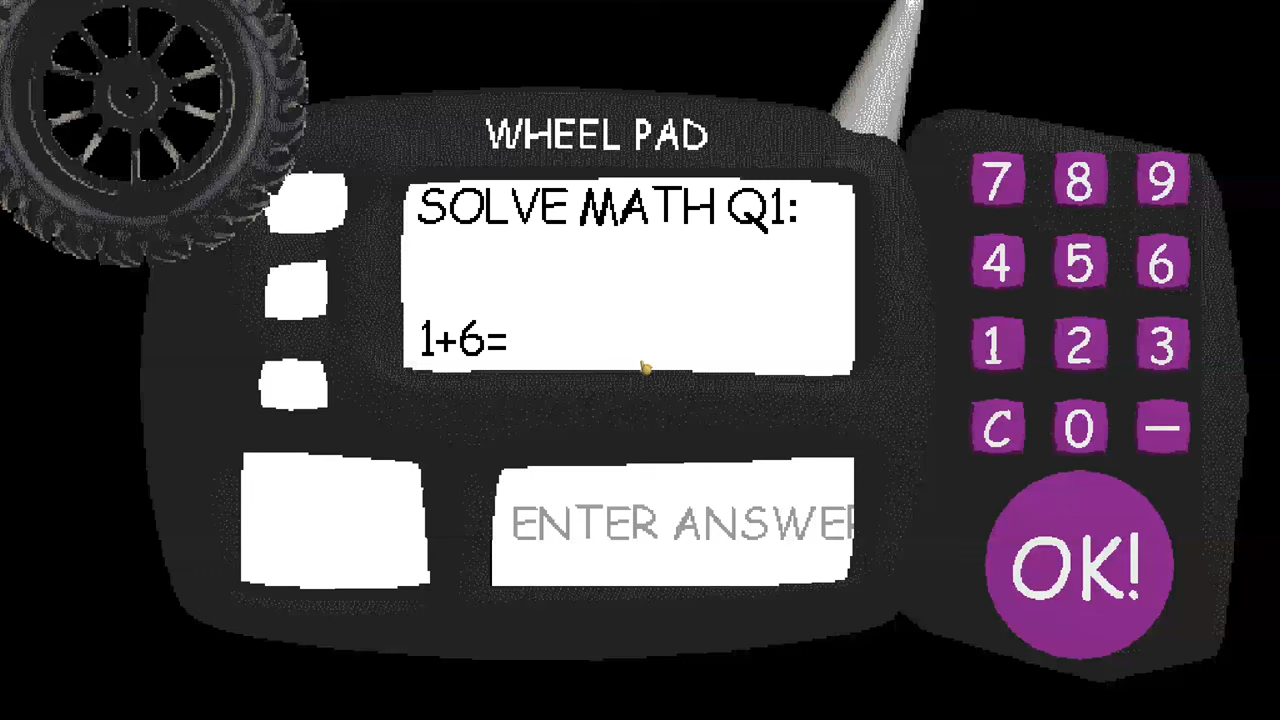 WHEEL PAD
SOLVE MATH Q1:
1+6=
7 8 9
4 5 6
1 2 3
C 0 —
ENTER ANSWER
OK!